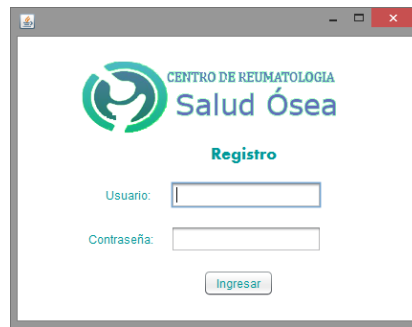 CENTRO DE REUMATOLOGIA
Salud Ósea
Registro
Usuario:
Contraseña:
Ingresar